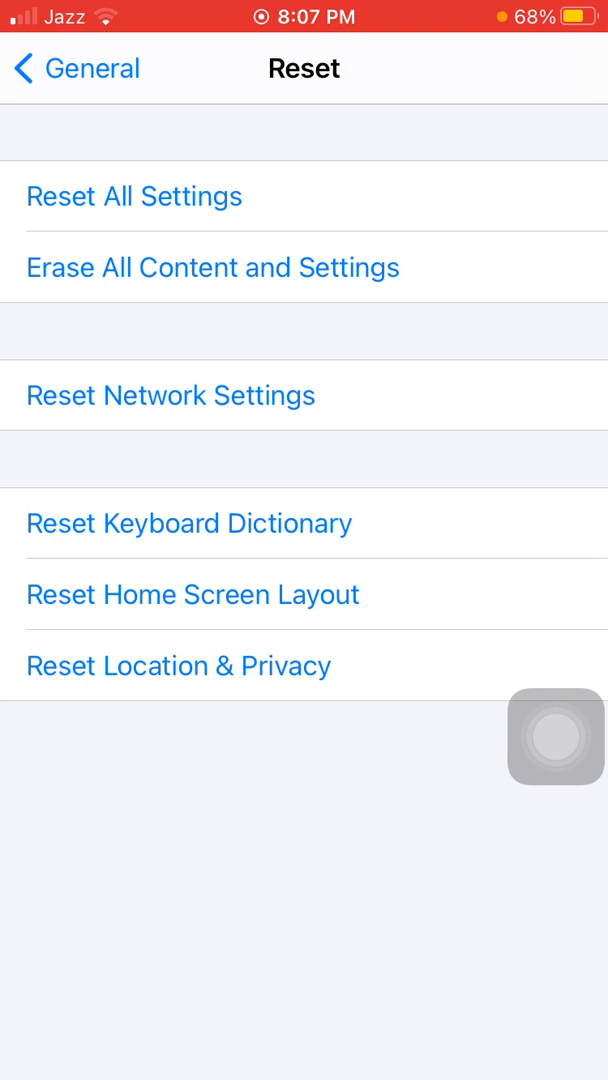 Jazz 8:07 PM 68%
General Reset
Reset All Settings
Erase All Content and Settings
Reset Network Settings
Reset Keyboard Dictionary
Reset Home Screen Layout
Reset Location & Privacy